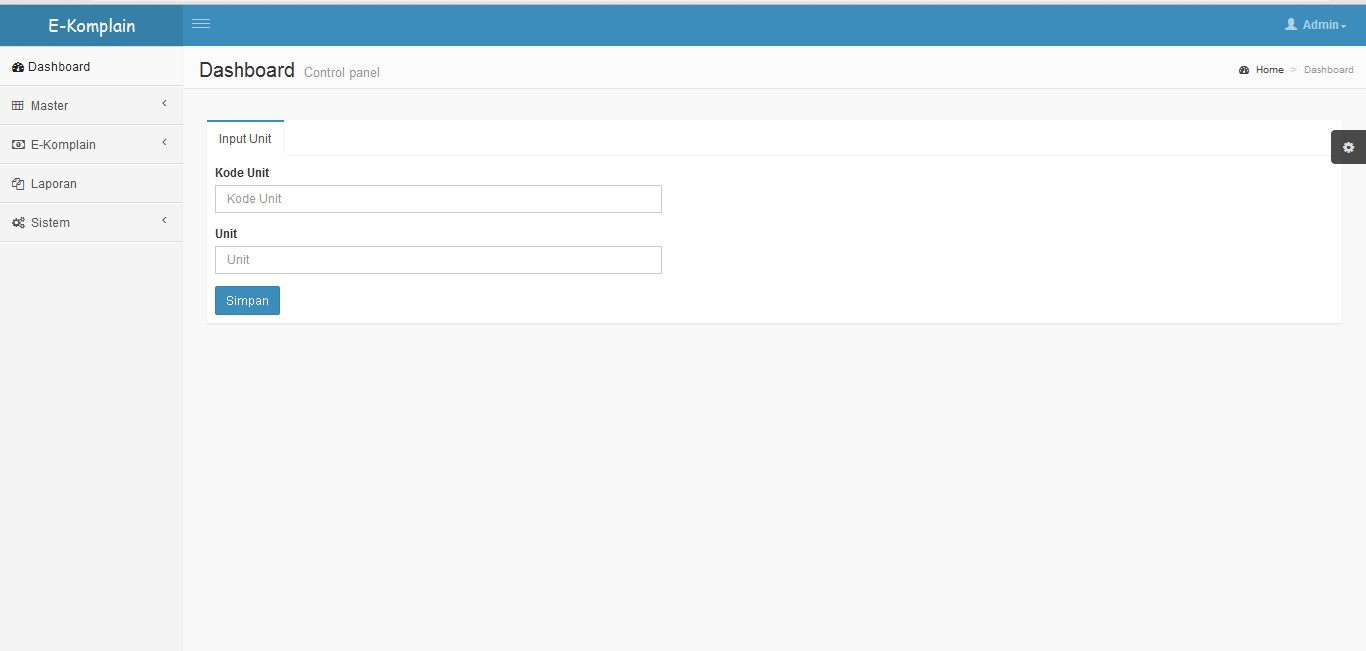 E-Komplain
Admin
Dashboard
Master
E-Komplain
Laporan
Sistem
Dashboard Control panel
Home > Dashboard
Input Unit
Kode Unit
Kode Unit
Unit
Unit
Simpan